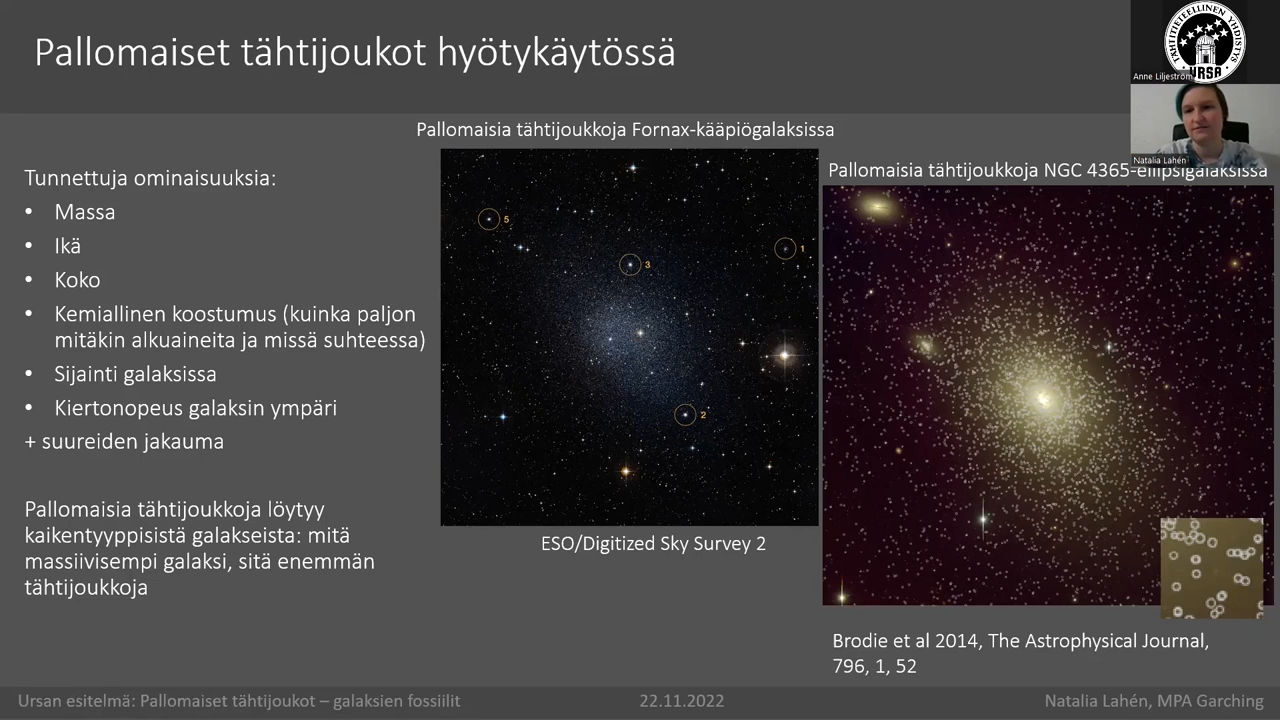 Pallomaiset tähtijoukot hyötykäytössä
TÄHTITIETEELLINEN YHDISTYS
URSA
Anne Liljeström
Natalia Lahén
Pallomaisia tähtijoukkoja Fornax-kääpiögalaksissa
Pallomaisia tähtijoukkoja NGC 4365-ellipsigalaksissa
Tunnettuja ominaisuuksia:
• Massa
• Ikä
• Koko
• Kemiallinen koostumus (kuinka paljon
mitäkin alkuaineita ja missä suhteessa)
• Sijainti galaksissa
• Kiertonopeus galaksin ympäri
+ suureiden jakauma
Pallomaisia tähtijoukkoja löytyy
kaikentyyppisistä galakseista: mitä
massiivisempi galaksi, sitä enemmän
tähtijoukkoja
5
1
3
2
ESO/Digitized Sky Survey 2
Brodie et al 2014, The Astrophysical Journal,
796, 1, 52
Ursan esitelmä: Pallomaiset tähtijoukot – galaksien fossiilit
22.11.2022
Natalia Lahén, MPA Garching